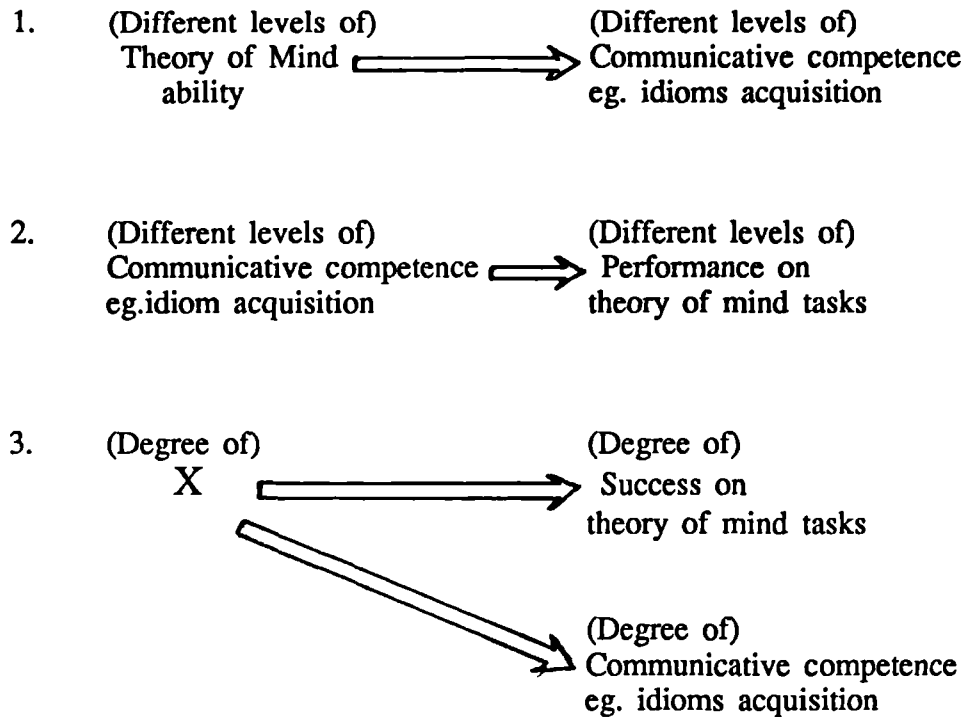 1. (Different levels of) (Different levels of)
Theory of Mind Communicative competence
ability eg. idioms acquisition
2. (Different levels of) (Different levels of)
Communicative competence Performance on
eg.idiom acquisition theory of mind tasks
3. (Degree of) (Degree of)
X Success on
theory of mind tasks
(Degree of)
Communicative competence
eg. idioms acquisition